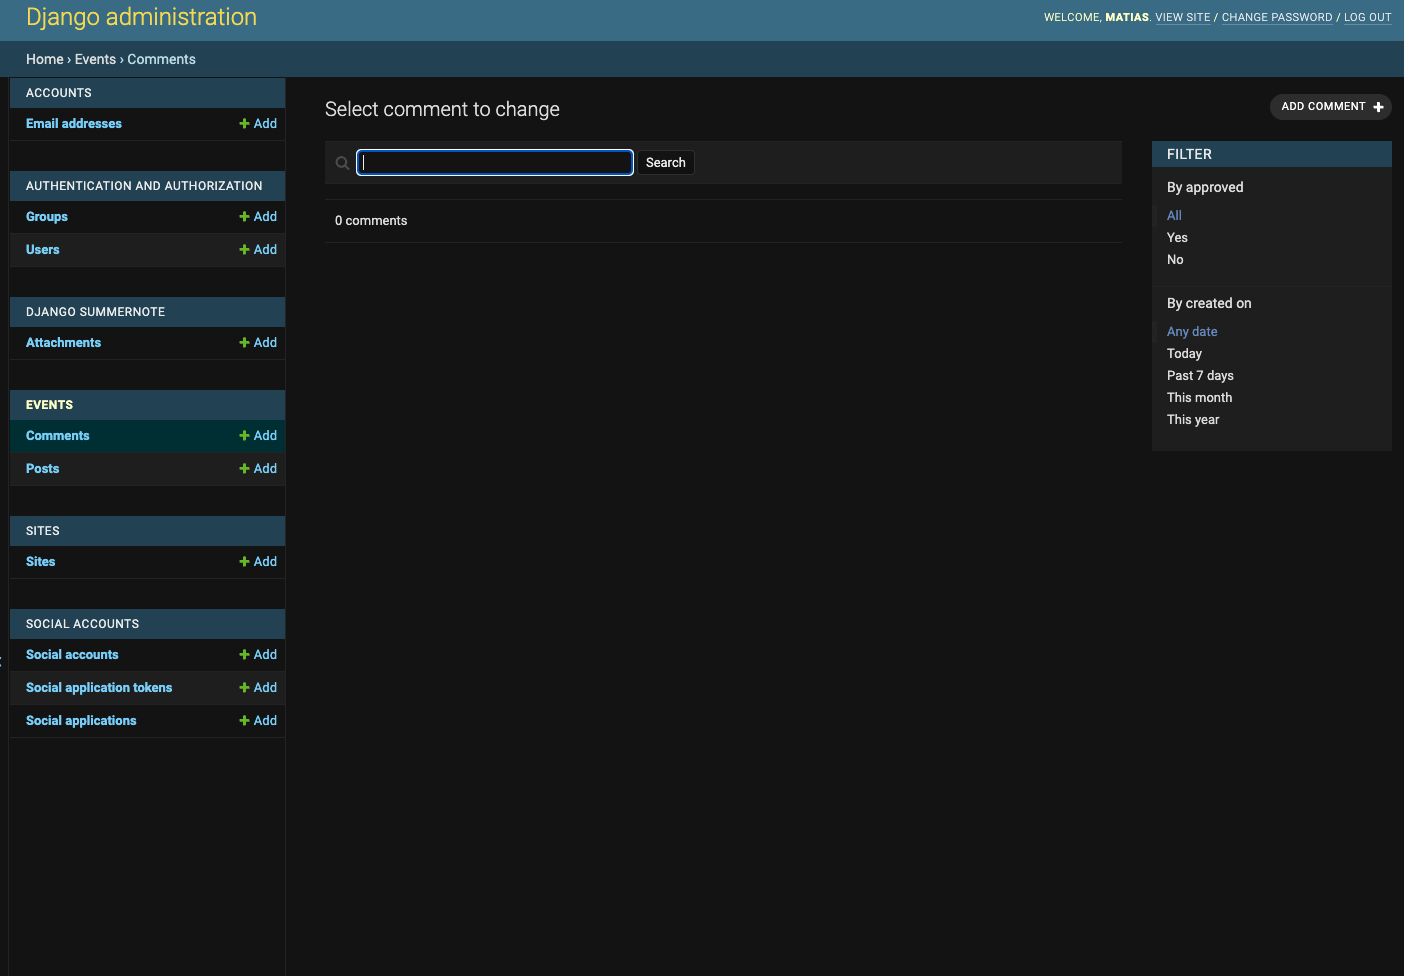 Django administration
WELCOME, MATIAS. VIEW SITE / CHANGE PASSWORD / LOG OUT
Home › Events › Comments
ACCOUNTS
Email addresses
Add
AUTHENTICATION AND AUTHORIZATION
Groups
Add
Users
Add
DJANGO SUMMERNOTE
Attachments
Add
EVENTS
Comments
Add
Posts
Add
SITES
Sites
Add
SOCIAL ACCOUNTS
Social accounts
Add
Social application tokens
Add
Social applications
Add
Select comment to change
ADD COMMENT
Search
0 comments
FILTER
By approved
All
Yes
No
By created on
Any date
Today
Past 7 days
This month
This year